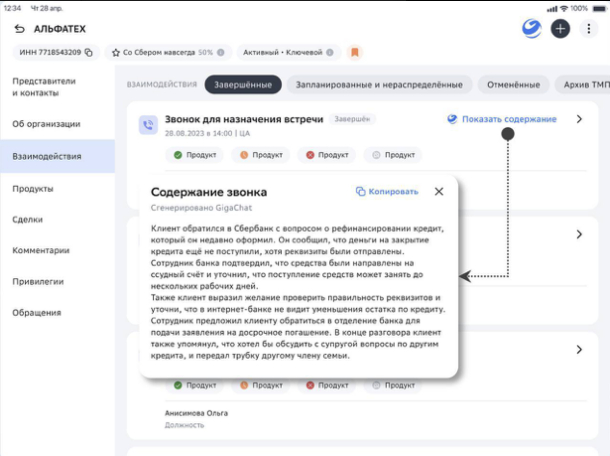 12:34 Чт 28 апр.
100%
АЛЬФАТЕХ
ИНН 7718543209
Со Сбером навсегда 50%
Активный • Ключевой
Представители
и контакты
Об организации
Взаимодействия
Продукты
Сделки
Комментарии
Привилегии
Обращения
ВЗАИМОДЕЙСТВИЯ
Завершённые
Запланированные и нераспределённые
Отменённые
Архив ТМП
Звонок для назначения встречи
Завершён
Показать содержание
28.08.2023 в 14:00 | ЦА
Продукт
Продукт
Продукт
Продукт
Содержание звонка
Копировать
Сгенерировано GigaChat
Клиент обратился в Сбербанк с вопросом о рефинансировании кредит,
который он недавно оформил. Он сообщил, что деньги на закрытие
кредита ещё не поступили, хотя реквизиты были отправлены.
Сотрудник банка подтвердил, что средства были направлены на
ссудный счёт и уточнил, что поступление средств может занять до
нескольких рабочих дней.
Также клиент выразил желание проверить правильность реквизитов и
уточни, что в интернет-банке не видит уменьшения остатка по кредиту.
Сотрудник предложил клиенту обратиться в отделение банка для
подачи заявления на досрочное погашение. В конце разговора клиент
также упомянул, что хотел бы обсудить с супругой вопросы по другим
кредита, и передал трубку другому члену семьи.
Продукт
Продукт
Продукт
Продукт
Анисимова Ольга
Должность